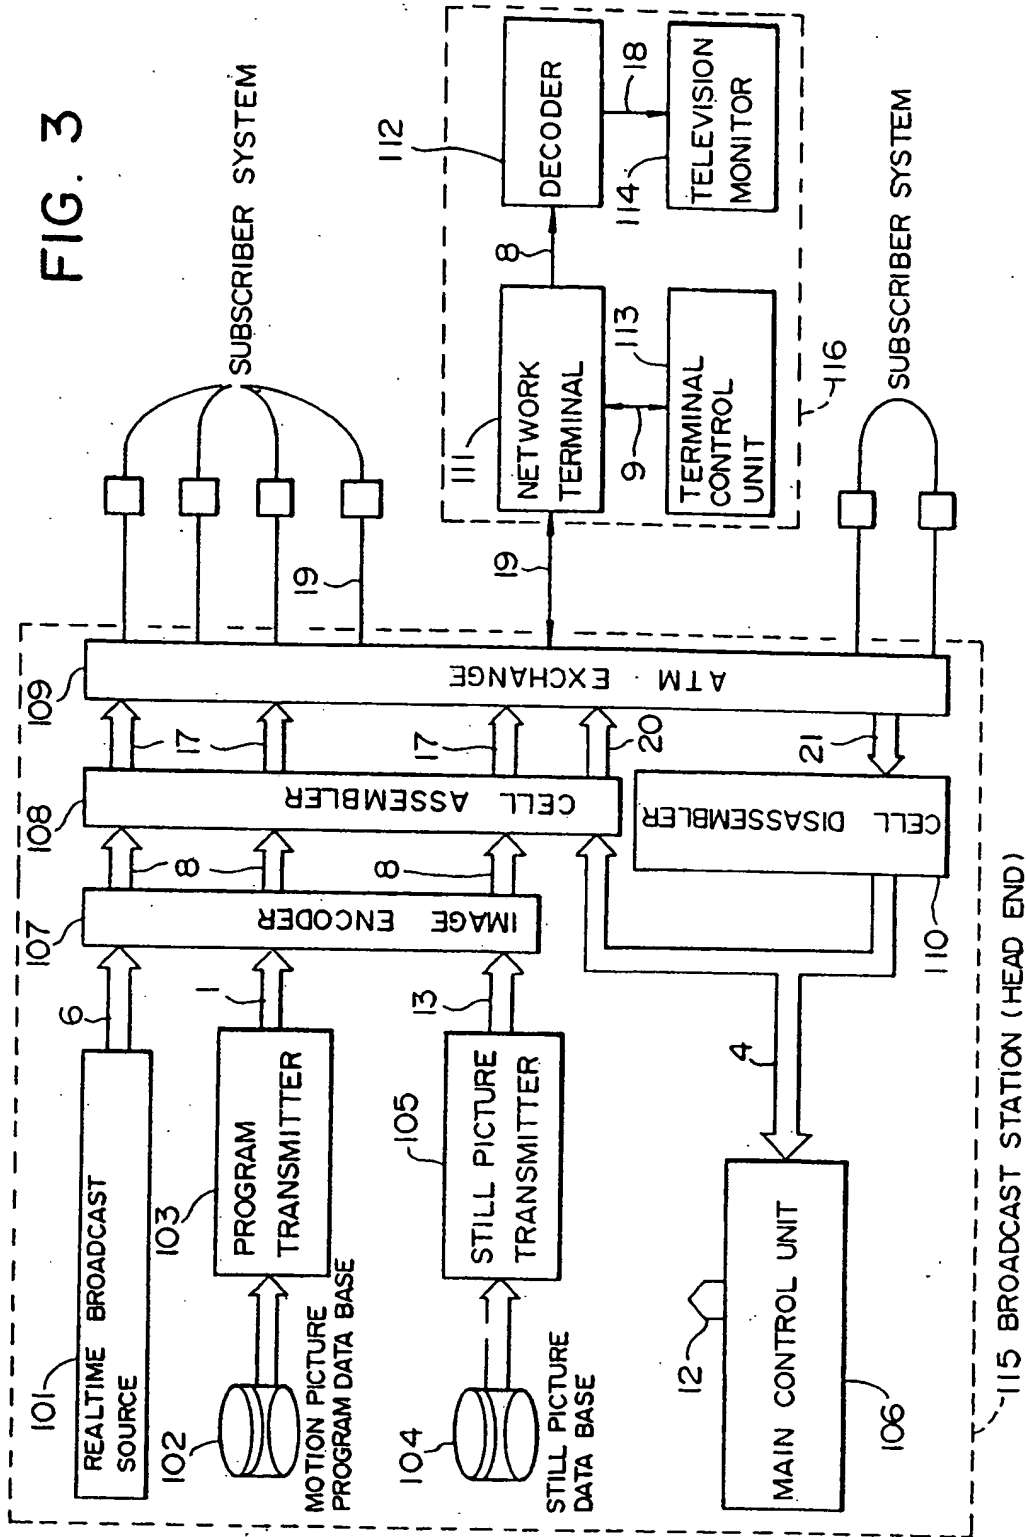 FIG. 3
101
REALTIME BROADCAST
SOURCE
6
107
IMAGE ENCODER
8
108
CELL ASSEMBLER
17
109
ATM EXCHANGE
SUBSCRIBER SYSTEM
19
102
MOTION PICTURE
PROGRAM DATA BASE
103
PROGRAM
TRANSMITTER
1
8
17
104
STILL PICTURE
DATA BASE
105
STILL PICTURE
TRANSMITTER
13
20
19
111
NETWORK
TERMINAL
8
112
DECODER
18
114
TELEVISION
MONITOR
9
113
TERMINAL
CONTROL
UNIT
116
12
MAIN CONTROL UNIT
106
4
CELL DISASSEMBLER
110
21
SUBSCRIBER SYSTEM
115 BROADCAST STATION (HEAD END)